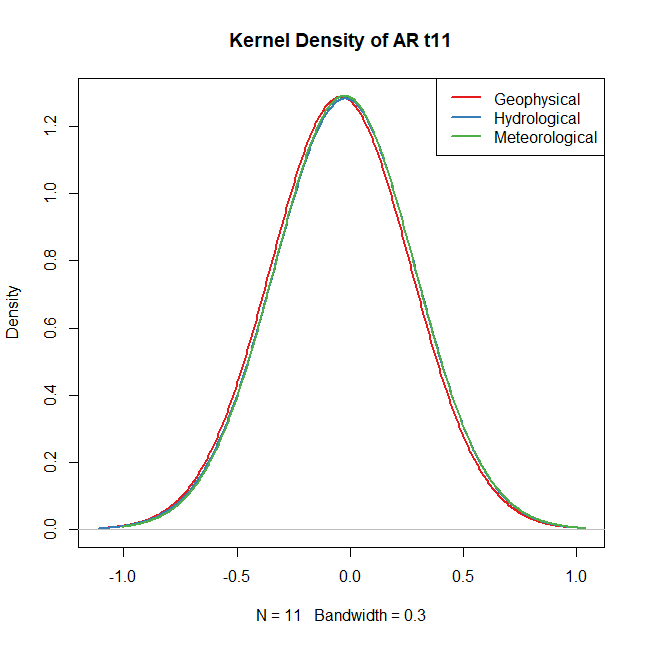 Kernel Density of AR t11
Geophysical
Hydrological
Meteorological
Density
1.2
1.0
0.8
0.6
0.4
0.2
0.0
-1.0 -0.5 0.0 0.5 1.0
N = 11 Bandwidth = 0.3